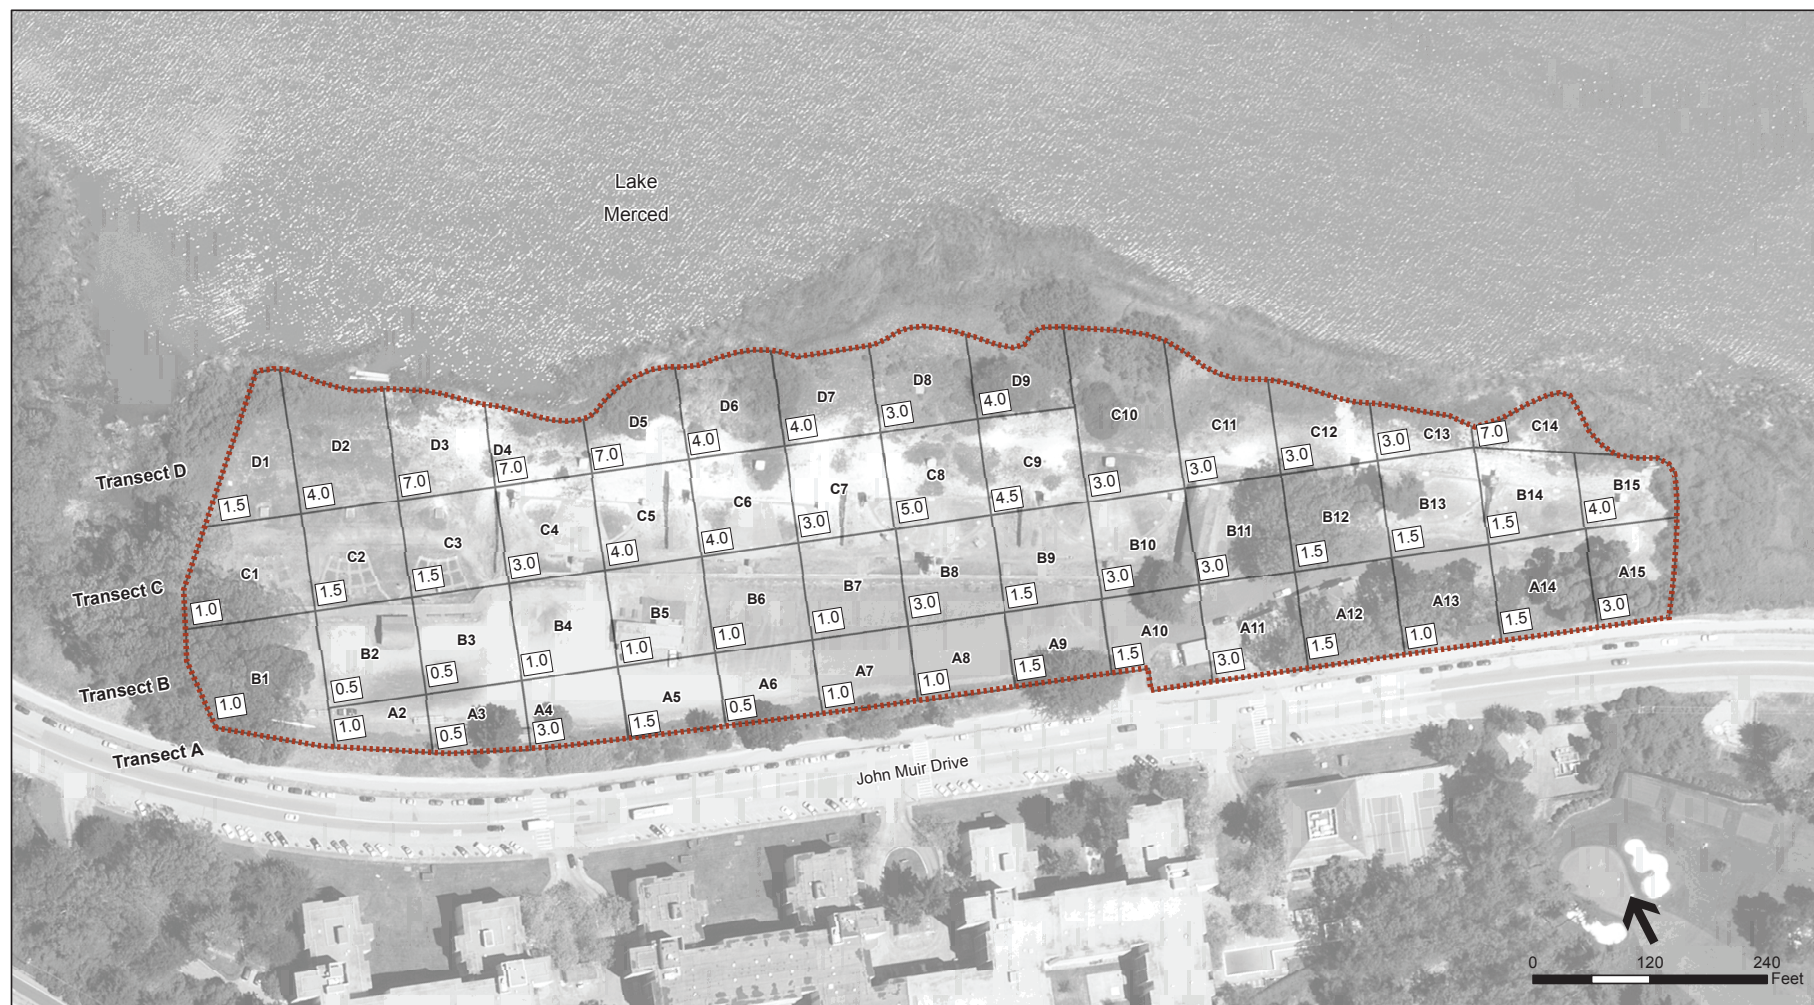 Lake
Merced
D8
D9
D7
D6
3.0
4.0
D5
4.0
C10
4.0
C11
C12
C13
C14
7.0
3.0
D3
D4
D2
7.0
7.0
D1
Transect D
7.0
4.0
1.5
C9
C8
C7
C6
C5
C4
3.0
3.0
3.0
4.5
5.0
3.0
4.0
4.0
3.0
B15
B14
B13
B12
B11
B10
B9
B8
B7
B6
B5
B4
B3
B2
B1
4.0
1.5
1.5
1.5
3.0
3.0
1.5
3.0
1.0
1.0
1.0
1.0
0.5
0.5
1.0
C3
C2
C1
1.5
1.5
1.0
Transect C
Transect B
A15
A14
A13
A12
A11
A10
A9
A8
A7
A6
A5
A4
A3
A2
3.0
1.5
1.0
1.5
3.0
1.5
1.5
1.0
1.0
0.5
1.5
3.0
0.5
1.0
Transect A
John Muir Drive
0 120 240
Feet